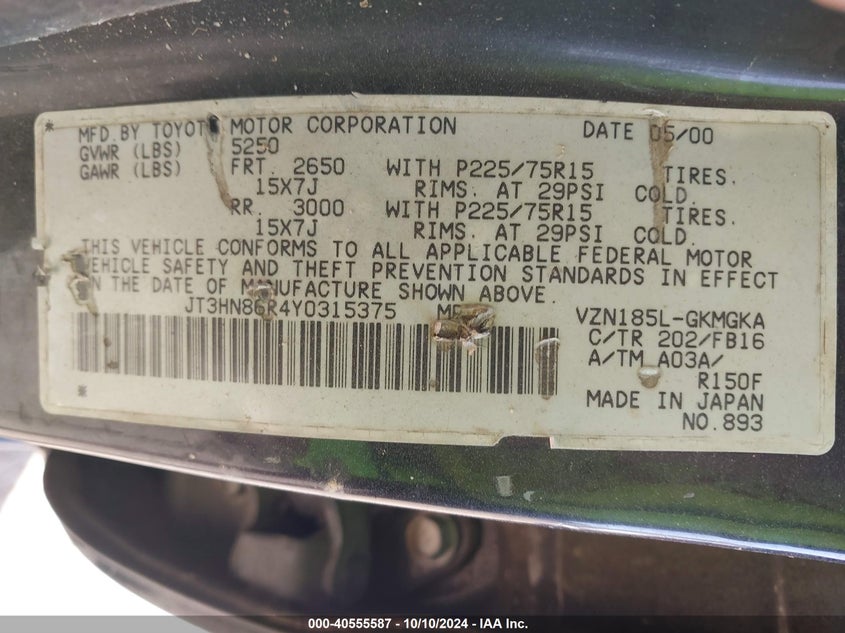 MFD.BY TOYOTA MOTOR CORPORATION DATE 05/00
GVWR (LBS) 5250
GAWR (LBS) FRT. 2650 WITH P225/75R15 TIRES.
15X7J RIMS. AT 29PSI COLD.
RR. 3000 WITH P225/75R15 TIRES.
15X7J RIMS. AT 29PSI COLD.
THIS VEHICLE CONFORMS TO ALL APPLICABLE FEDERAL MOTOR
VEHICLE SAFETY AND THEFT PREVENTION STANDARDS IN EFFECT
ON THE DATE OF MANUFACTURE SHOWN ABOVE.
JT3HN86R4Y0315375 VZN185L-GKMGKA
C/TR 202/FB16
A/TM A03A/
R150F
MADE IN JAPAN
NO.893
000-40555587 - 10/10/2024 - IAA Inc.